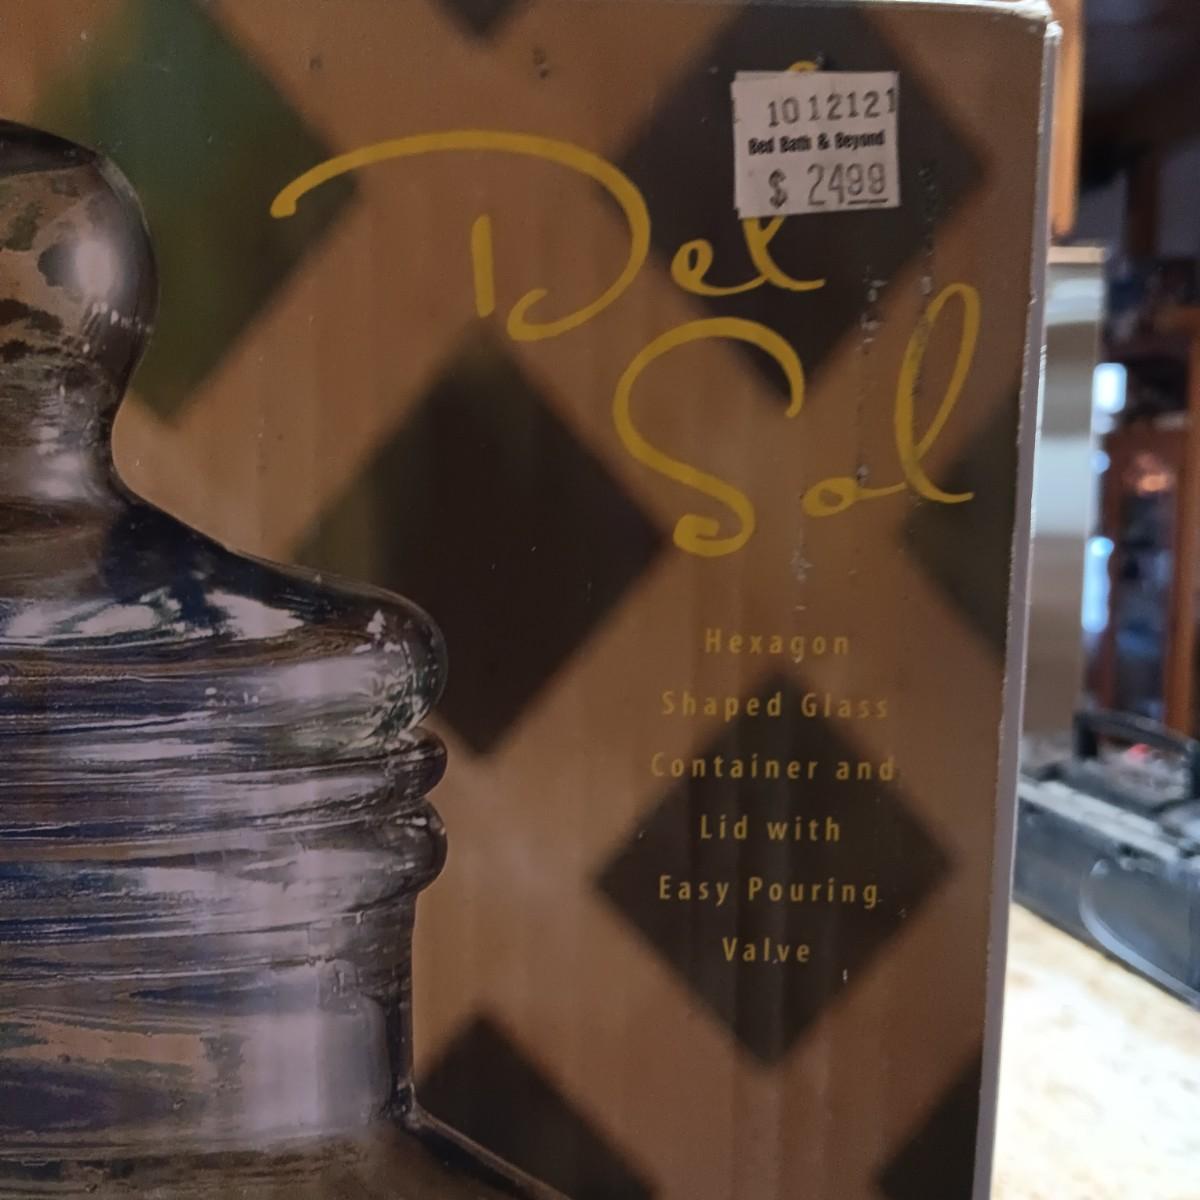 1012121
Bed Bath & Beyond
$ 2499
Del
Sol
Hexagon
Shaped Glass
Container and
Lid with
Easy Pouring
Valve